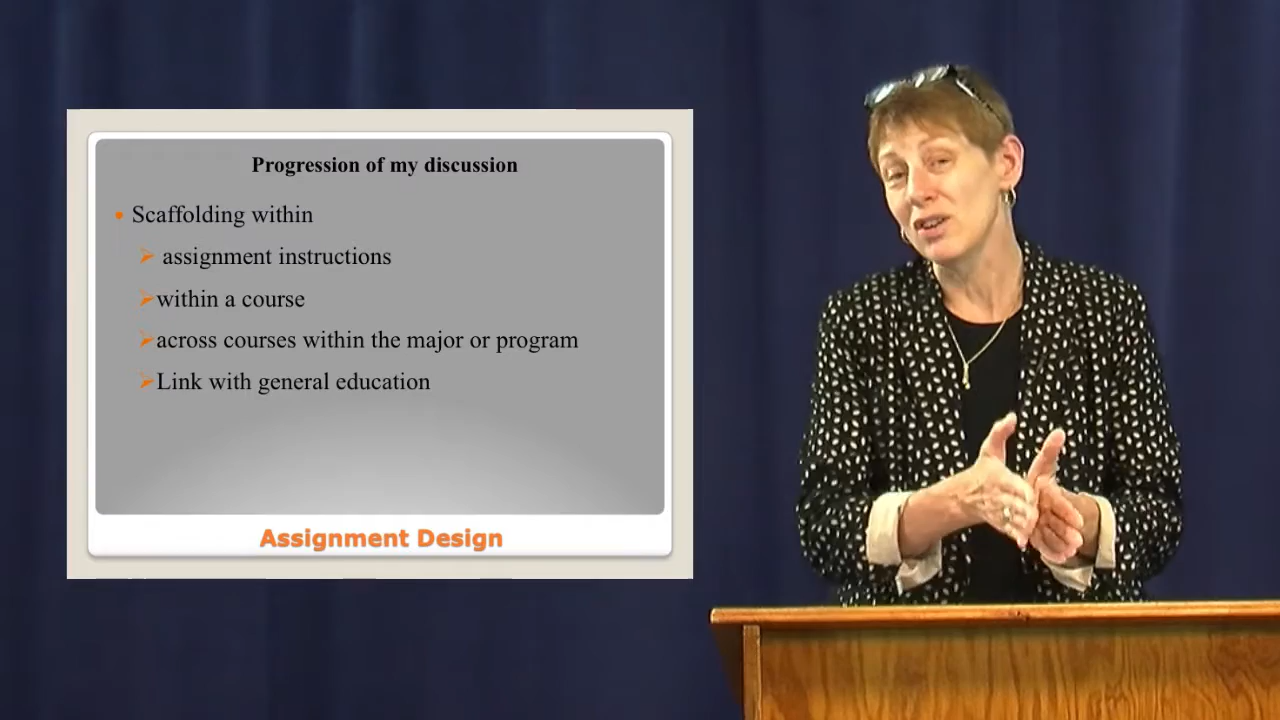 Progression of my discussion
• Scaffolding within
➢ assignment instructions
➢within a course
➢across courses within the major or program
➢Link with general education
Assignment Design